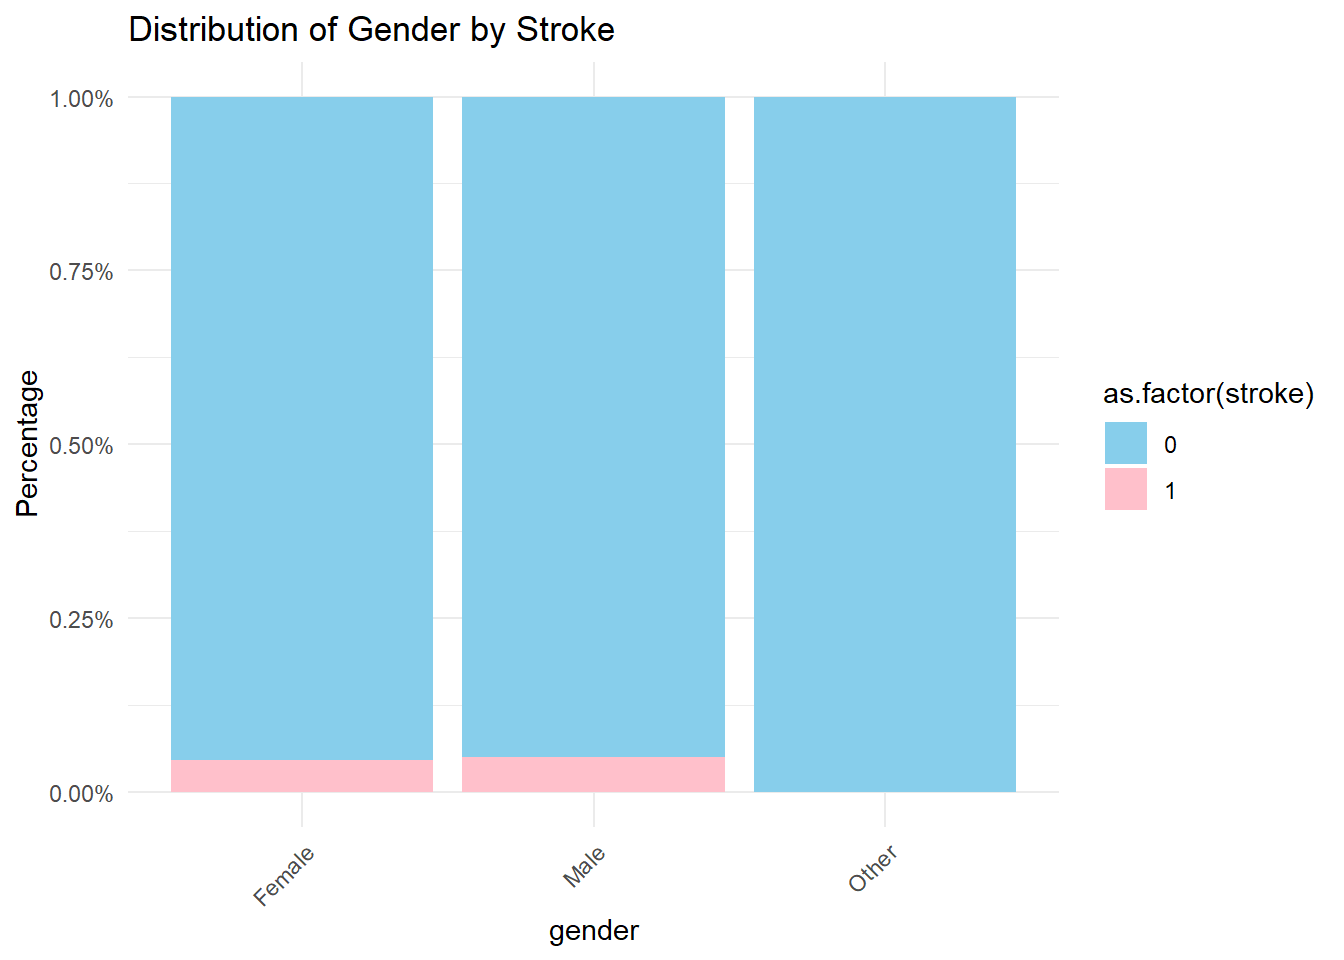 Distribution of Gender by Stroke
1.00%
0.75%
0.50%
0.25%
0.00%
Percentage
Female
Male
Other
gender
as.factor(stroke)
0
1